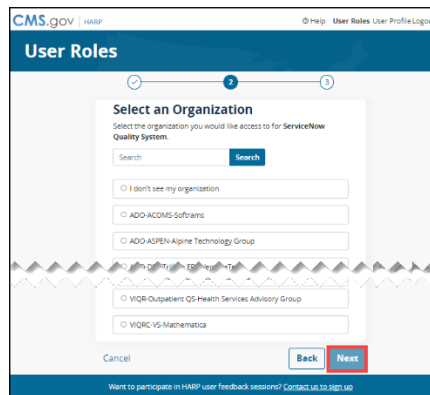 CMS.gov | HARP
Help User Roles User Profile Logou
User Roles
2
3
Select an Organization
Select the organization you would like access to for ServiceNow
Quality System.
Search
Search
I don't see my organization
ADO-ACOMS-Softrams
ADO-ASPEN-Alpine Technology Group
VIQR-Outpatient QS-Health Services Advisory Group
VIQRC-VS-Mathematica
Cancel
Back
Next
Want to participate in HARP user feedback sessions? Contact us to sign up